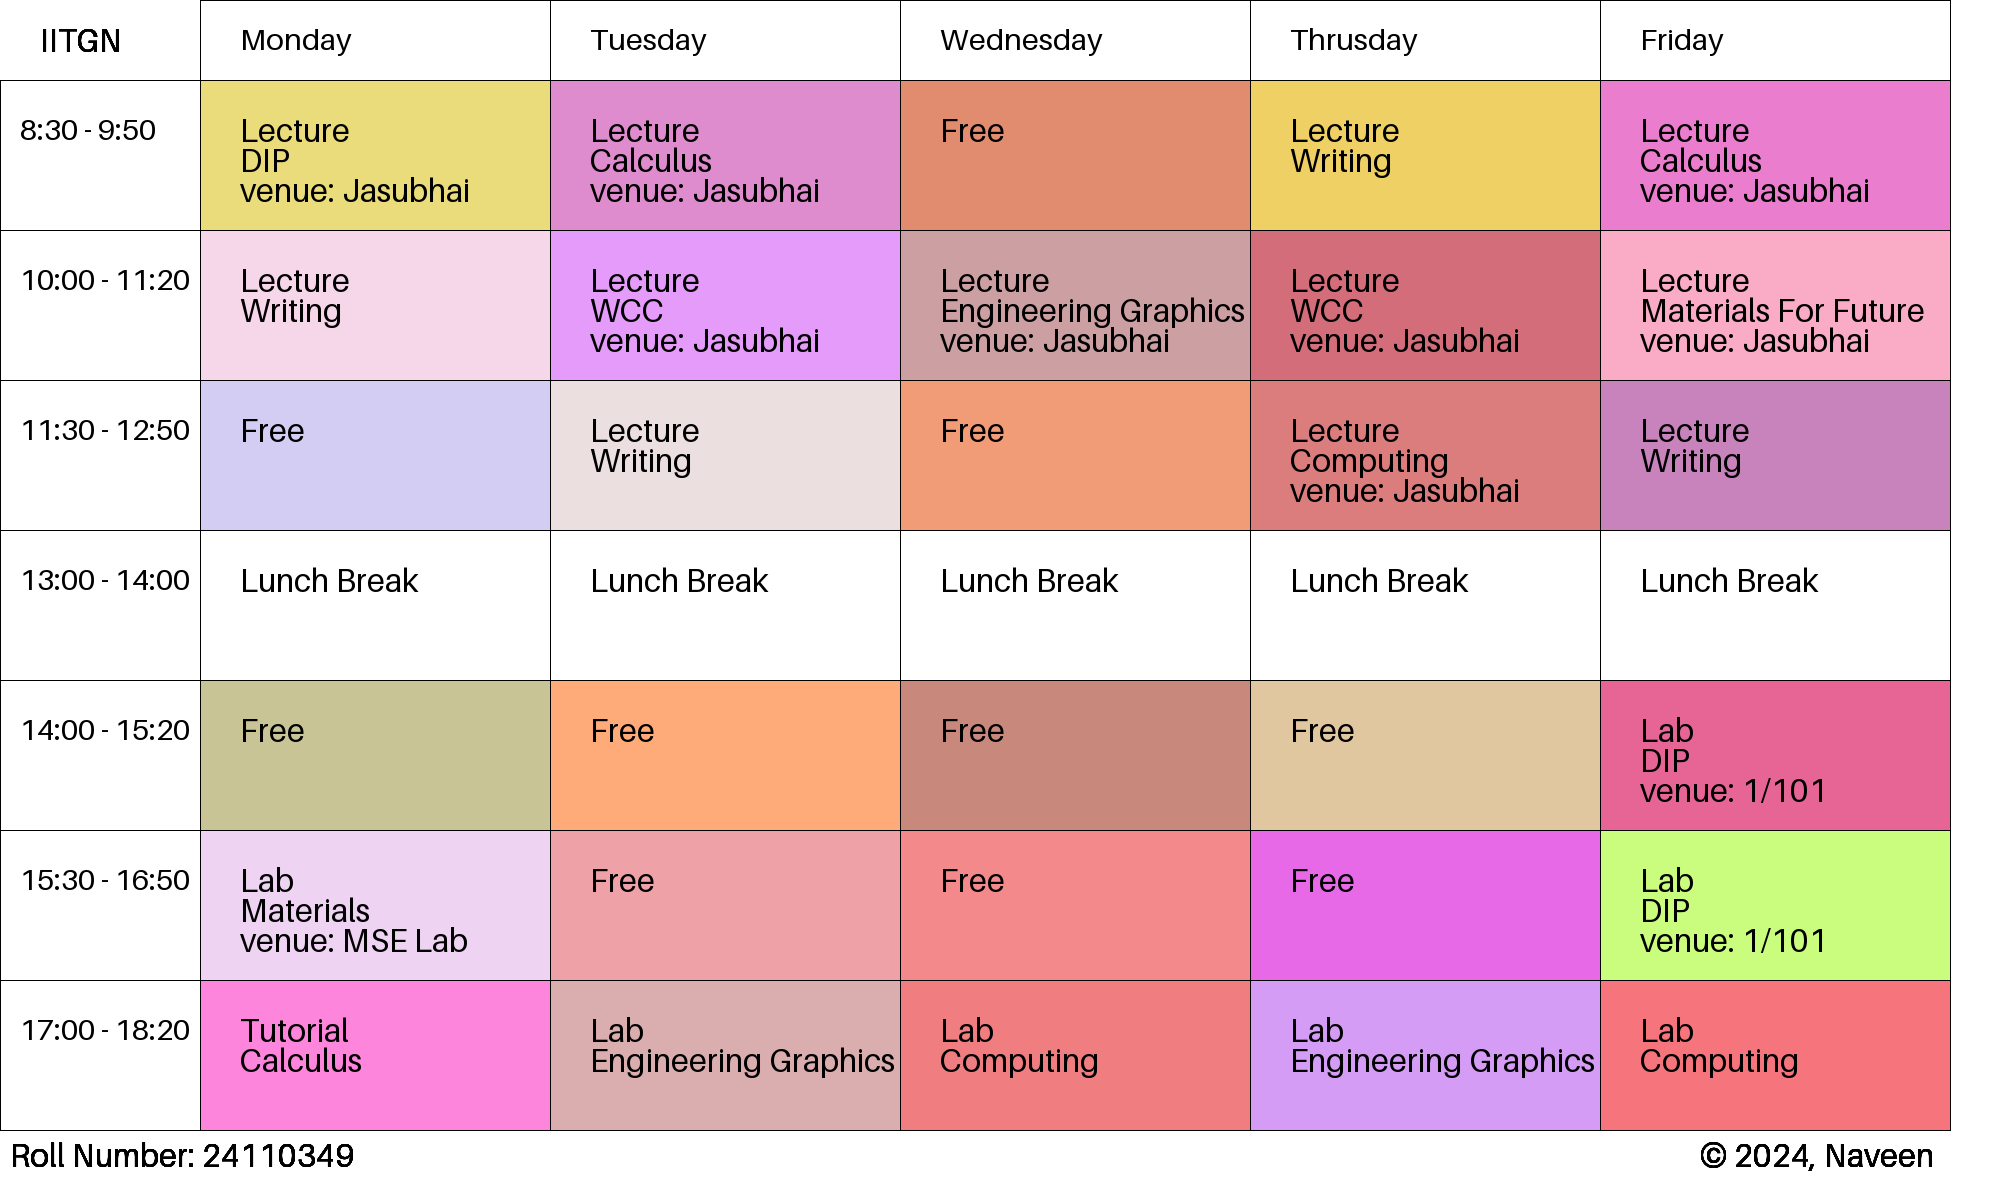 IITGN Monday Tuesday Wednesday Thrusday Friday
8:30 - 9:50
Lecture
DIP
venue: Jasubhai
Lecture
Calculus
venue: Jasubhai
Free
Lecture
Writing
Lecture
Calculus
venue: Jasubhai
10:00 - 11:20
Lecture
Writing
Lecture
WCC
venue: Jasubhai
Lecture
Engineering Graphics
venue: Jasubhai
Lecture
WCC
venue: Jasubhai
Lecture
Materials For Future
venue: Jasubhai
11:30 - 12:50
Free
Lecture
Writing
Free
Lecture
Computing
venue: Jasubhai
Lecture
Writing
13:00 - 14:00
Lunch Break
Lunch Break
Lunch Break
Lunch Break
Lunch Break
14:00 - 15:20
Free
Free
Free
Free
Lab
DIP
venue: 1/101
15:30 - 16:50
Lab
Materials
venue: MSE Lab
Free
Free
Free
Lab
DIP
venue: 1/101
17:00 - 18:20
Tutorial
Calculus
Lab
Engineering Graphics
Lab
Computing
Lab
Engineering Graphics
Lab
Computing
Roll Number: 24110349
© 2024, Naveen